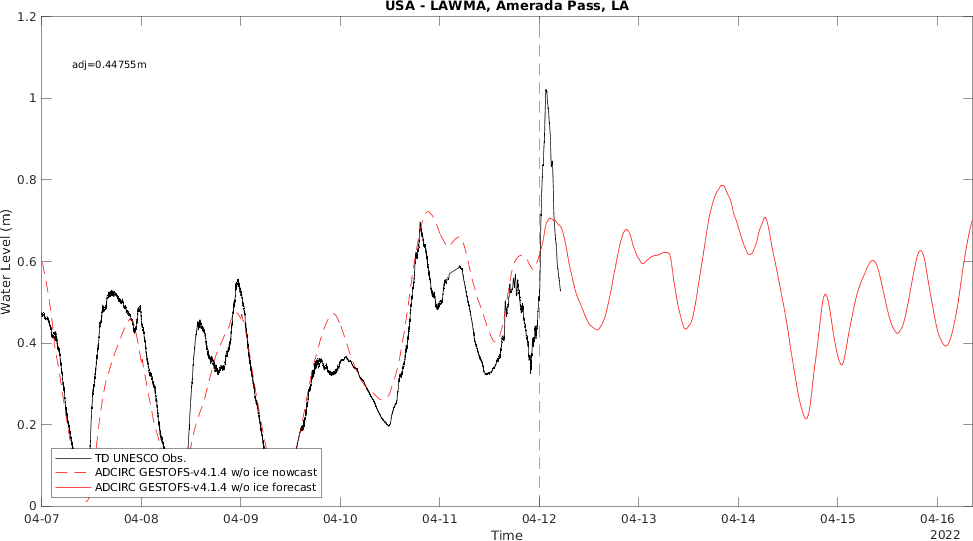 USA - LAWMA, Amerada Pass, LA
1.2
adj=0.44755m
1
0.8
0.6
0.4
0.2
0
Water Level (m)
TD UNESCO Obs.
ADCIRC GESTOFS-v4.1.4 w/o ice nowcast
ADCIRC GESTOFS-v4.1.4 w/o ice forecast
04-07 04-08 04-09 04-10 04-11 04-12 04-13 04-14 04-15 04-16
Time
2022